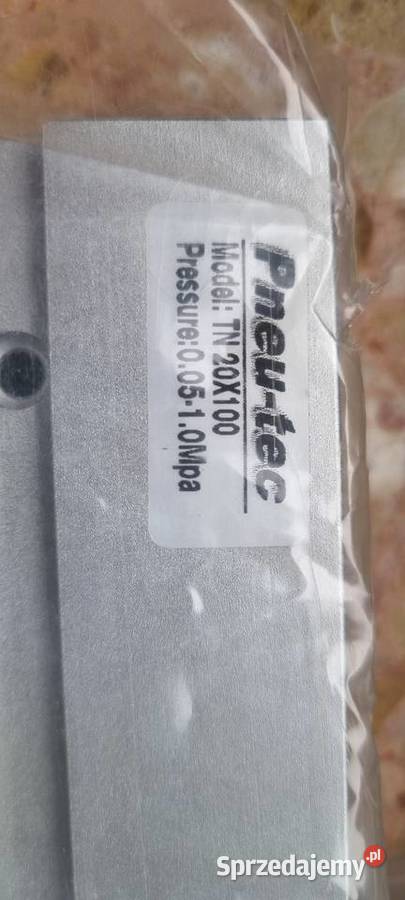 Pneu-tec
Model: TN 20X100
Pressure:0.05-1.0Mpa
Sprzedajemy.pl